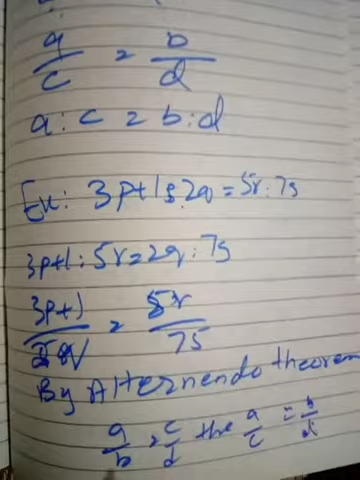 a/c = b/d
a : c = b : d
Ex: 3p+1 : 2q = 5r : 7s
3p+1 : 5r = 2q : 7s
3p+1/2q = 5r/7s
By Alternendo theorem
a/b = c/d the a/c = b/d